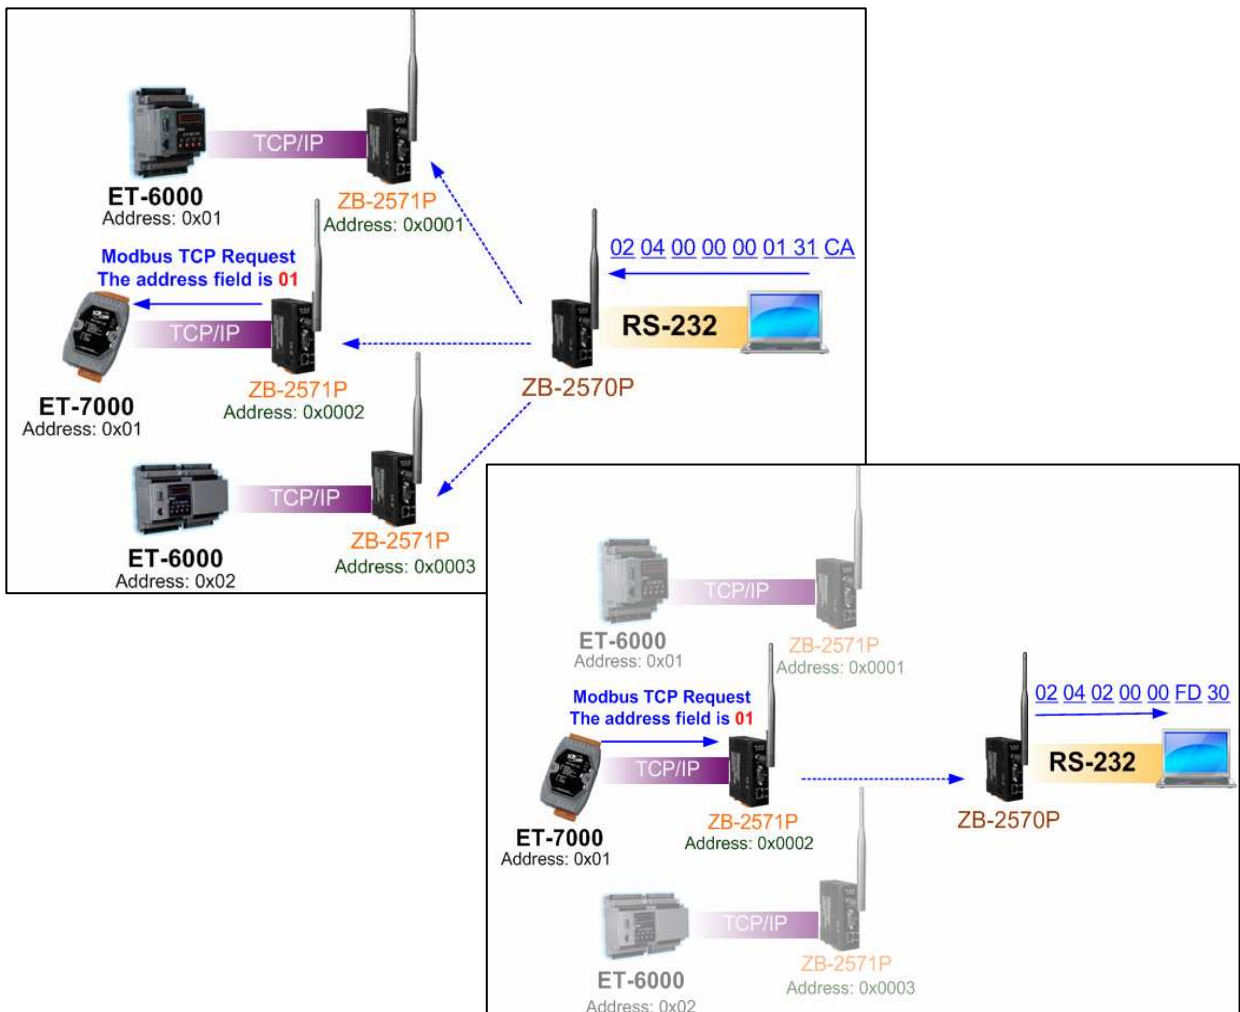 TCP/IP
ET-6000
Address: 0x01
ZB-2571P
Address: 0x0001
Modbus TCP Request
The address field is 01
02 04 00 00 00 01 31 CA
TCP/IP
RS-232
ET-7000
Address: 0x01
ZB-2571P
Address: 0x0002
ZB-2570P
TCP/IP
ET-6000
Address: 0x02
ZB-2571P
Address: 0x0003
TCP/IP
ET-6000
Address: 0x01
ZB-2571P
Address: 0x0001
Modbus TCP Request
The address field is 01
02 04 02 00 00 FD 30
TCP/IP
RS-232
ET-7000
Address: 0x01
ZB-2571P
Address: 0x0002
ZB-2570P
TCP/IP
ET-6000
Address: 0x02
ZB-2571P
Address: 0x0003